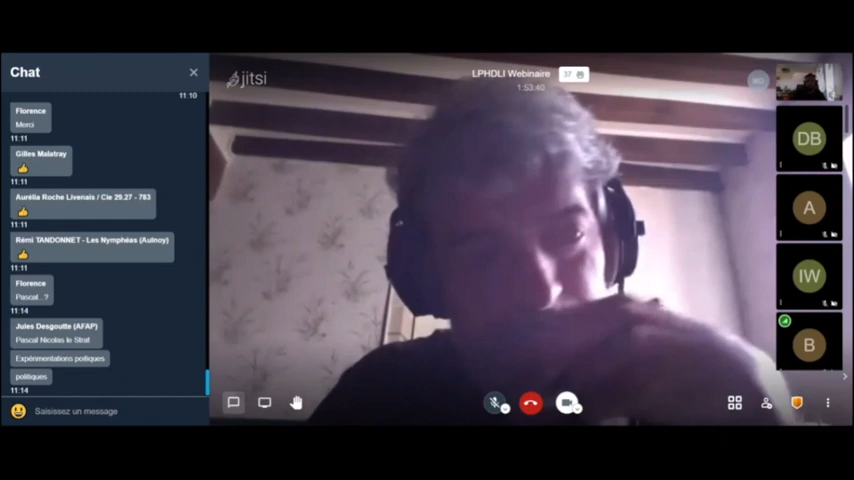 Chat
11:10
Florence
Merci
11:11
Gilles Malatray
11:11
Aurélia Roche Livenais / Cie 29.27 - 783
11:11
Rémi TANDONNET - Les Nymphéas (Aulnoy)
11:11
Florence
Pascal...?
11:14
Jules Desgoutte (AFAP)
Pascal Nicolas le Strat
Expérimentations poitiques
politiques
11:14
Saisissez un message
jitsi
LPHDLI Webinaire
37
1:53:40
DB
A
IW
B